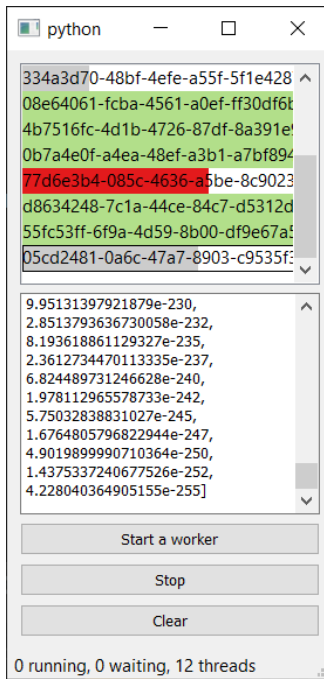 python
334a3d70-48bf-4efe-a55f-5f1e428
08e64061-fcba-4561-a0ef-ff30df6b
4b7516fc-4d1b-4726-87df-8a391e9
0b7a4e0f-a4ea-48ef-a3b1-a7bf894
77d6e3b4-085c-4636-a5be-8c9023
d8634248-7c1a-44ce-84c7-d5312d
55fc53ff-6f9a-4d59-8b00-df9e67a5
05cd2481-0a6c-47a7-8903-c9535f3
9.95131397921879e-230,
2.8513793636730058e-232,
8.193618861129327e-235,
2.3612734470113335e-237,
6.824489731246628e-240,
1.978112965578733e-242,
5.75032838831027e-245,
1.6764805796822944e-247,
4.90198999071​0364e-250,
1.4375337240677526e-252,
4.228040364905155e-255]
Start a worker
Stop
Clear
0 running, 0 waiting, 12 threads